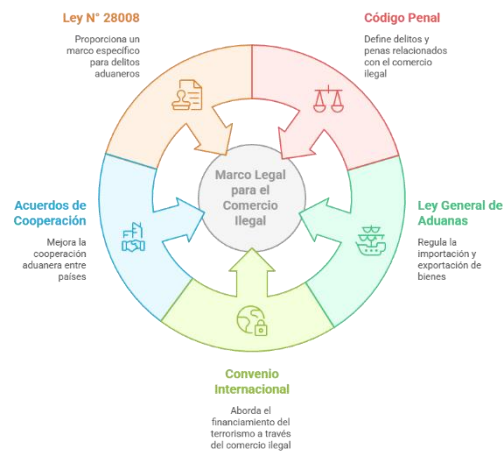 Ley N° 28008
Proporciona un
marco específico
para delitos
aduaneros
Código Penal
Define delitos y
penas relacionados
con el comercio
ilegal
Marco Legal
para el
Comercio
Ilegal
Acuerdos de
Cooperación
Mejora la
cooperación
aduanera entre
países
Ley General de
Aduanas
Regula la
importación y
exportación de
bienes
Convenio
Internacional
Aborda el
financiamiento del
terrorismo a través
del comercio ilegal